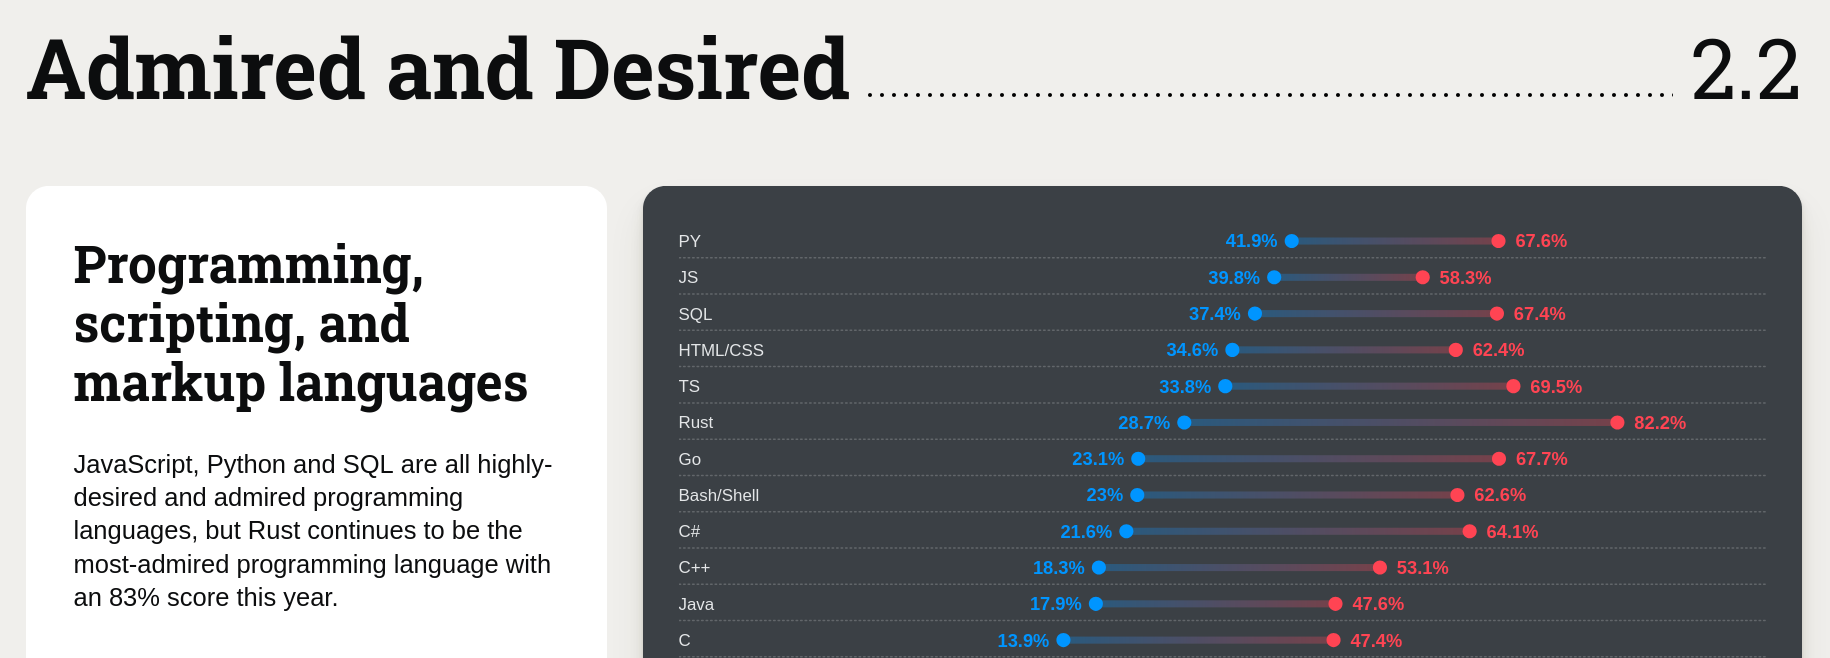 Admired and Desired 2.2
Programming,
scripting, and
markup languages
JavaScript, Python and SQL are all highly-
desired and admired programming
languages, but Rust continues to be the
most-admired programming language with
an 83% score this year.
PY 41.9% 67.6%
JS 39.8% 58.3%
SQL 37.4% 67.4%
HTML/CSS 34.6% 62.4%
TS 33.8% 69.5%
Rust 28.7% 82.2%
Go 23.1% 67.7%
Bash/Shell 23% 62.6%
C# 21.6% 64.1%
C++ 18.3% 53.1%
Java 17.9% 47.6%
C 13.9% 47.4%